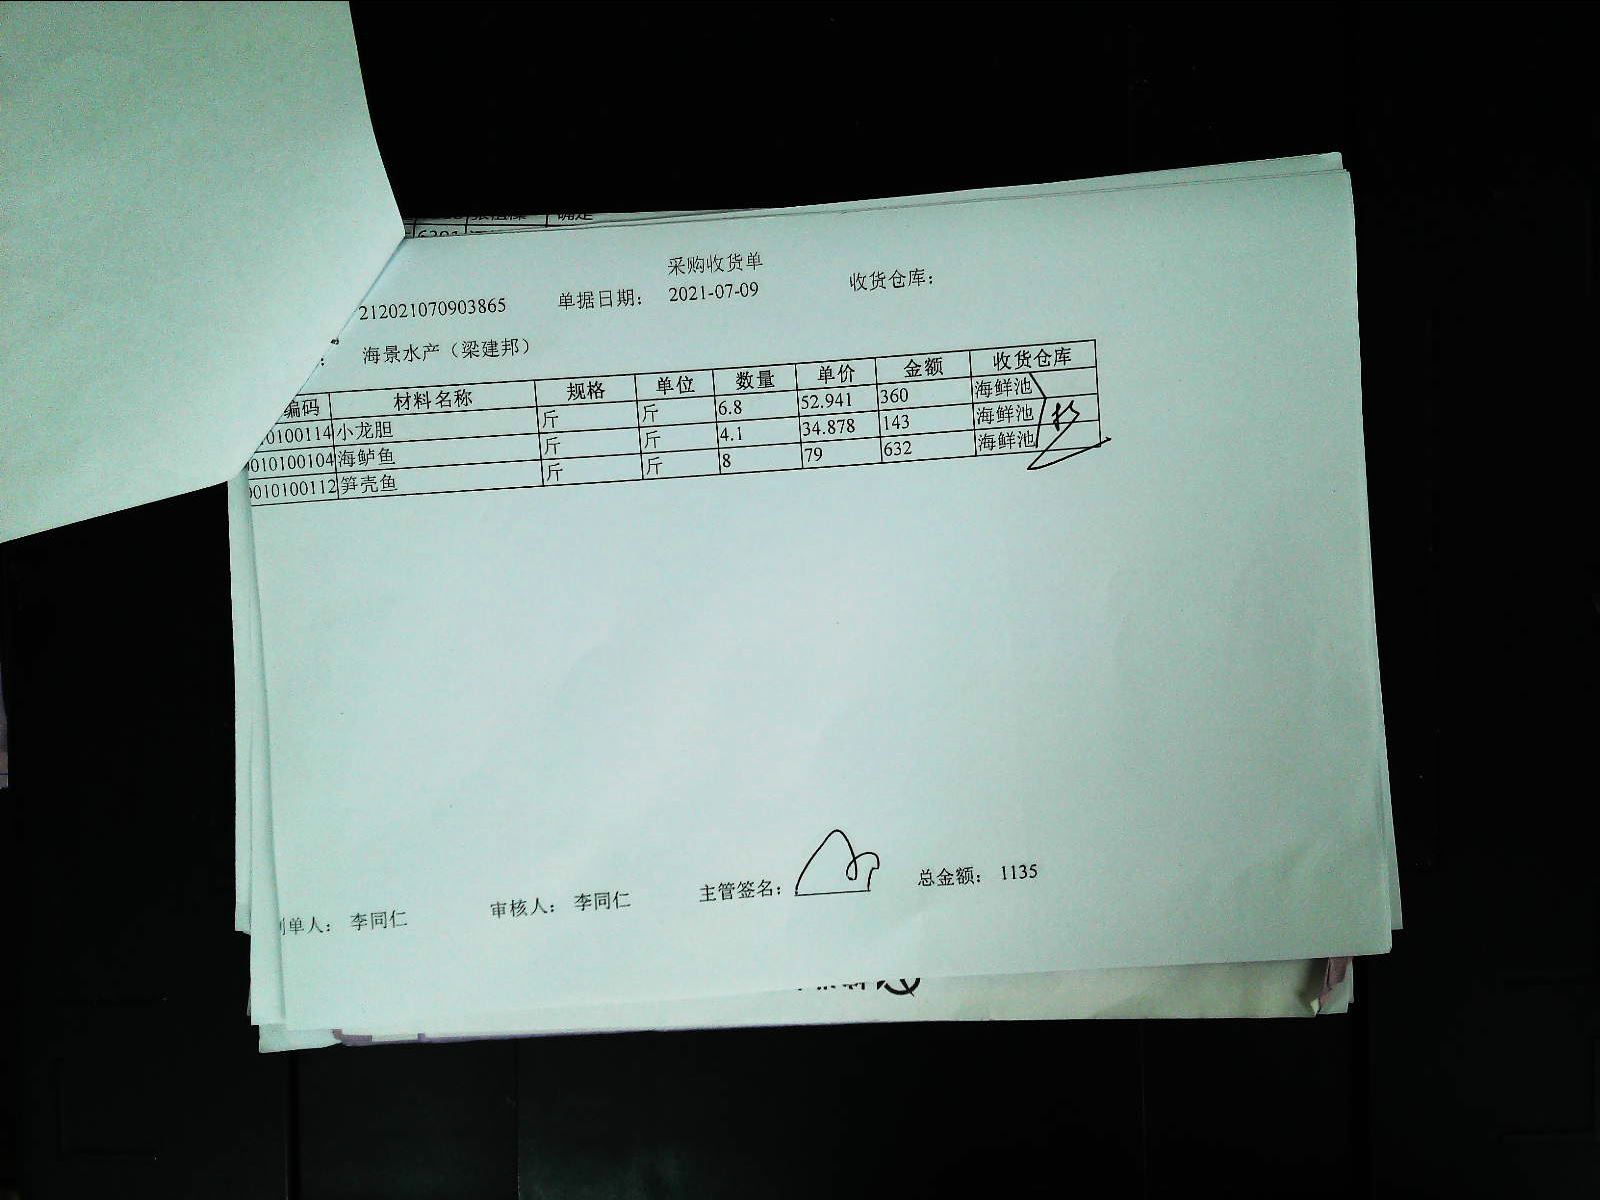 确定
采购收货单
212021070903865 单据日期: 2021-07-09 收货仓库:
: 海景水产（梁建邦）
编码 材料名称 规格 单位 数量 单价 金额 收货仓库
0100114 小龙胆 斤 斤 6.8 52.941 360 海鲜池
010100104 海鲈鱼 斤 斤 4.1 34.878 143 海鲜池
0010100112 笋壳鱼 斤 斤 8 79 632 海鲜池
单人: 李同仁 审核人: 李同仁 主管签名: 总金额: 1135